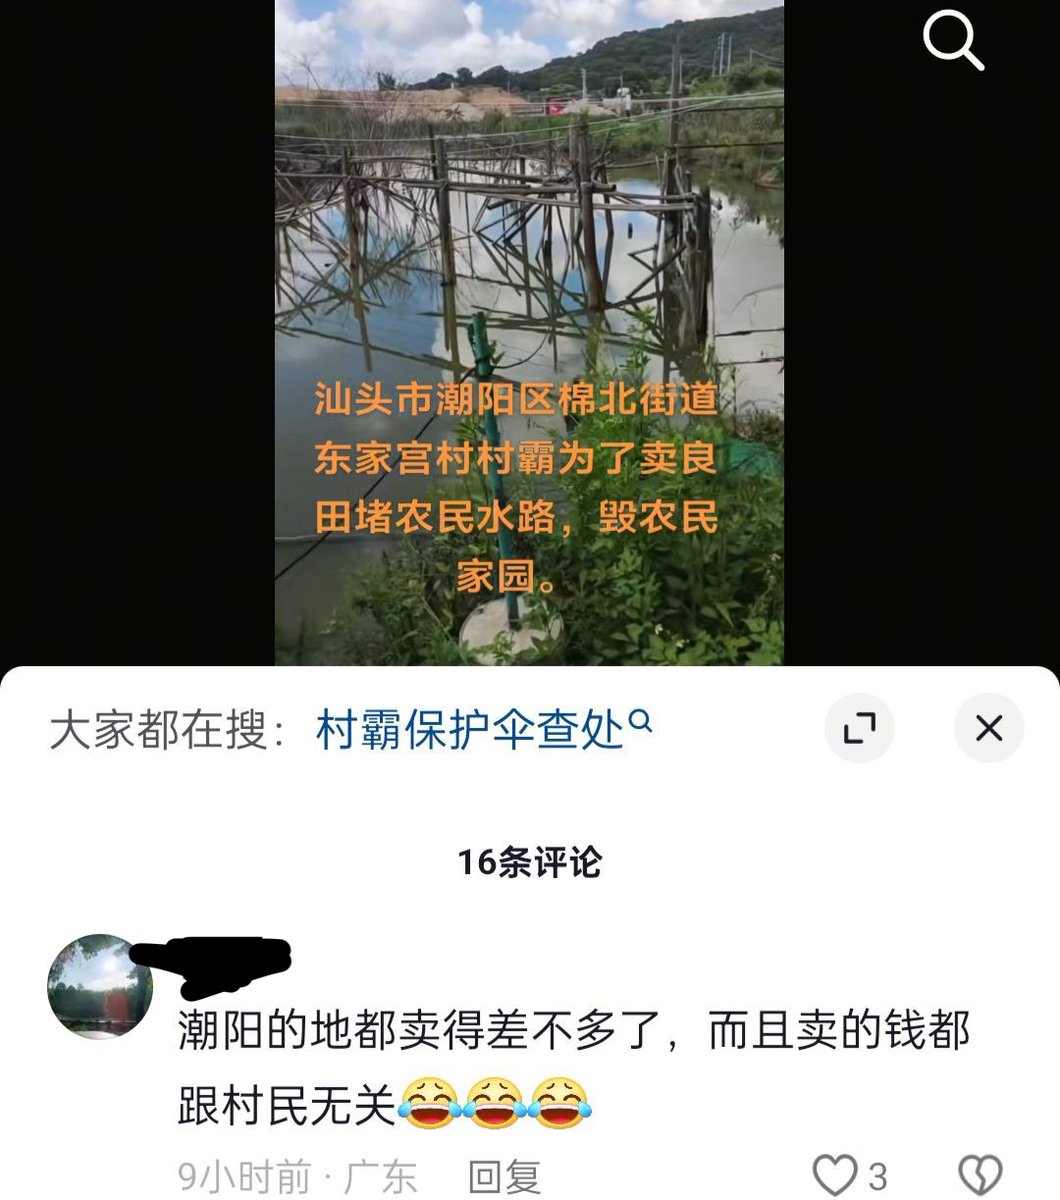 汕头市潮阳区棉北街道
东家宫村村霸为了卖良
田堵农民水路，毁农民
家园。
大家都在搜：村霸保护伞查处
16条评论
潮阳的地都卖得差不多了，而且卖的钱都
跟村民无关😂😂😂
9小时前 · 广东 回复 3